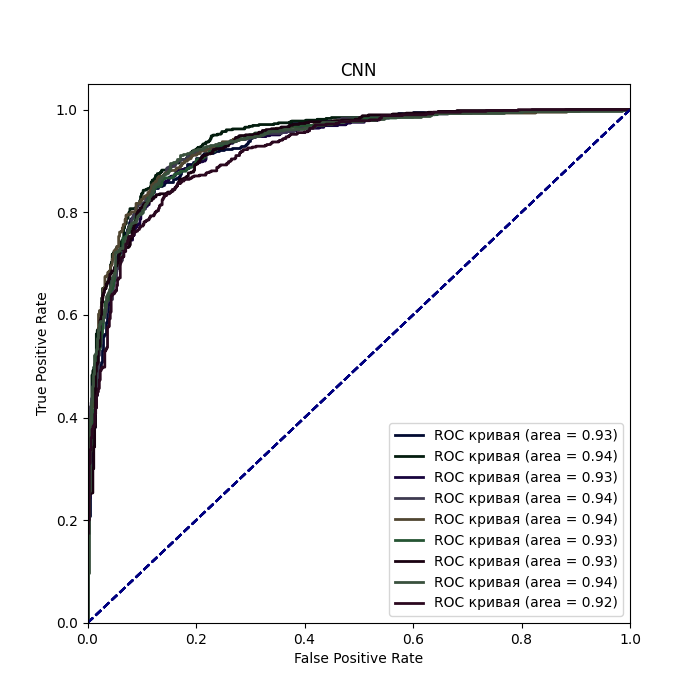 CNN
True Positive Rate
1.0
0.8
0.6
0.4
0.2
0.0
ROC кривая (area = 0.93)
ROC кривая (area = 0.94)
ROC кривая (area = 0.93)
ROC кривая (area = 0.94)
ROC кривая (area = 0.94)
ROC кривая (area = 0.93)
ROC кривая (area = 0.93)
ROC кривая (area = 0.94)
ROC кривая (area = 0.92)
0.0 0.2 0.4 0.6 0.8 1.0
False Positive Rate